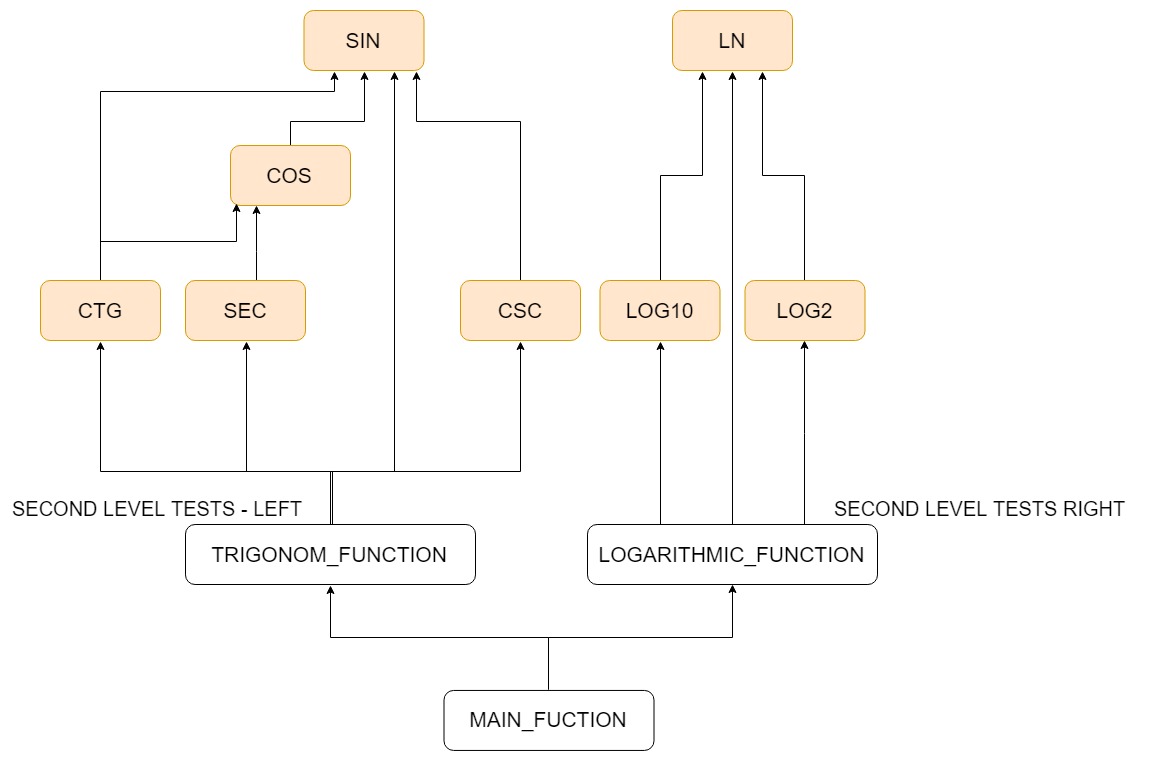 SIN
LN
COS
CTG
SEC
CSC
LOG10
LOG2
SECOND LEVEL TESTS - LEFT
SECOND LEVEL TESTS RIGHT
TRIGONOM_FUNCTION
LOGARITHMIC_FUNCTION
MAIN_FUCTION